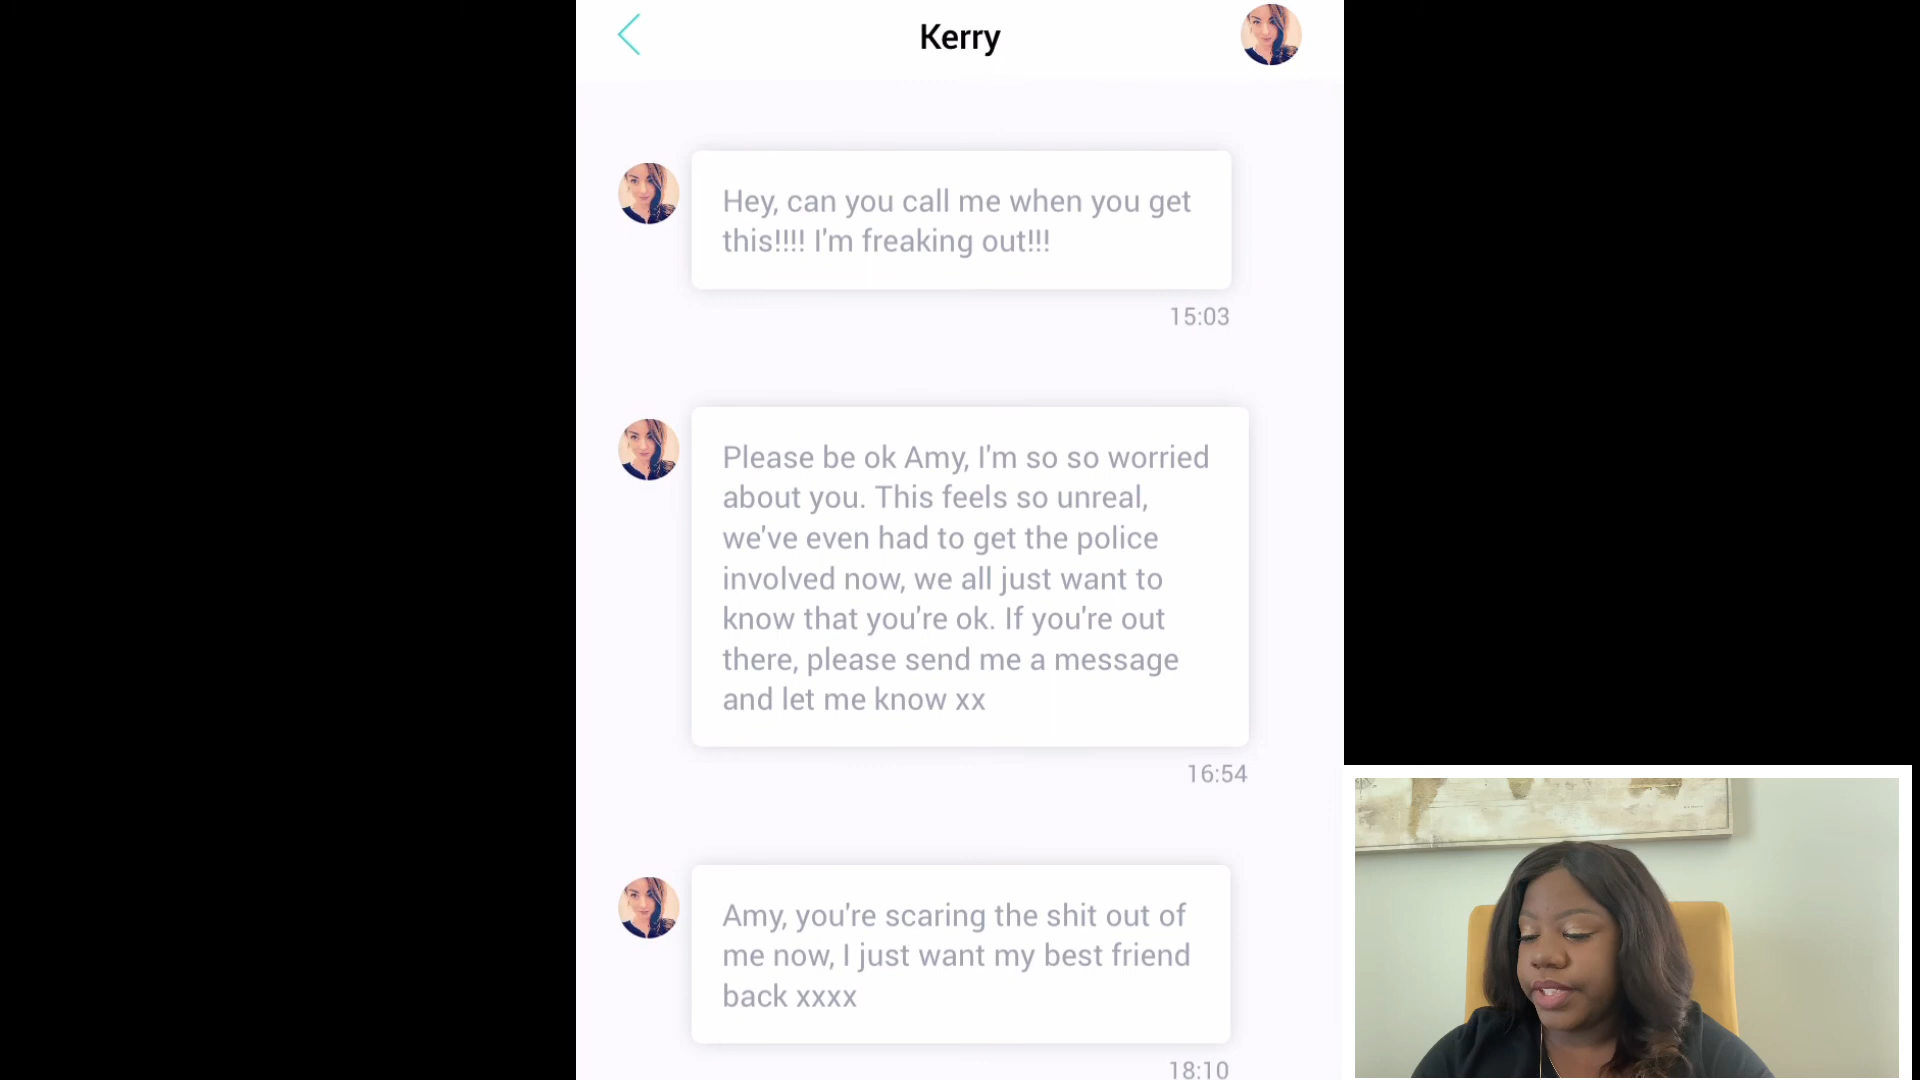 Kerry
Hey, can you call me when you get
this!!!! I'm freaking out!!!
15:03
Please be ok Amy, I'm so so worried
about you. This feels so unreal,
we've even had to get the police
involved now, we all just want to
know that you're ok. If you're out
there, please send me a message
and let me know xx
16:54
Amy, you're scaring the shit out of
me now, I just want my best friend
back xxxx
18:10